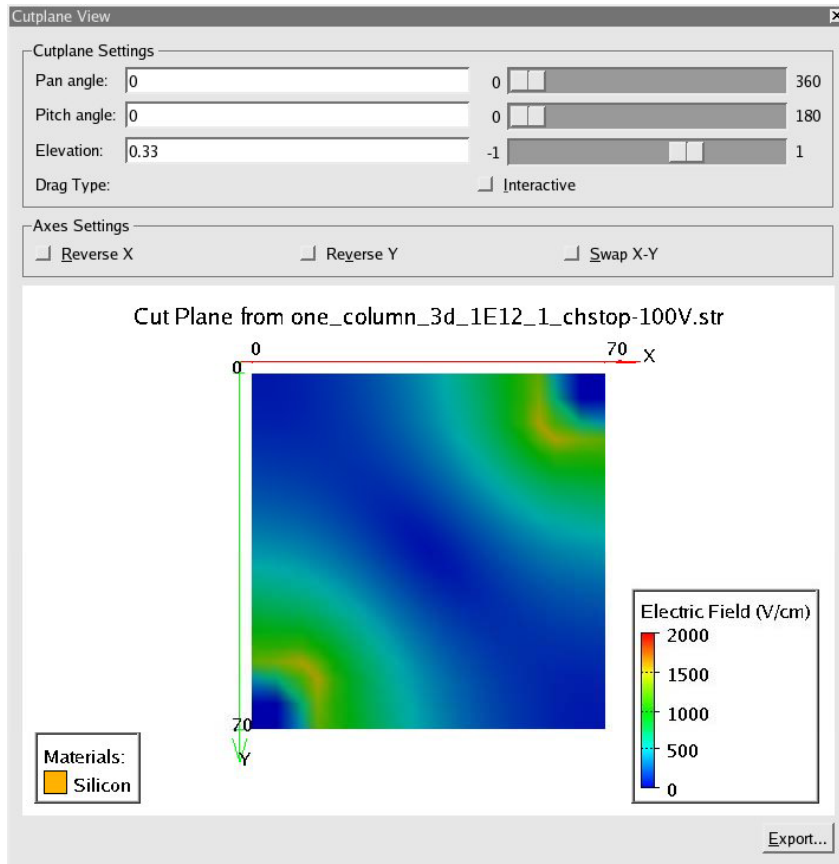 Cutplane View
Cutplane Settings
Pan angle: 0 0 360
Pitch angle: 0 0 180
Elevation: 0.33 -1 1
Drag Type: Interactive
Axes Settings
Reverse X Reverse Y Swap X-Y
Cut Plane from one_column_3d_1E12_1_chstop-100V.str
0 70 X
0
Electric Field (V/cm)
2000
1500
1000
500
0
70
Y
Materials:
Silicon
Export...